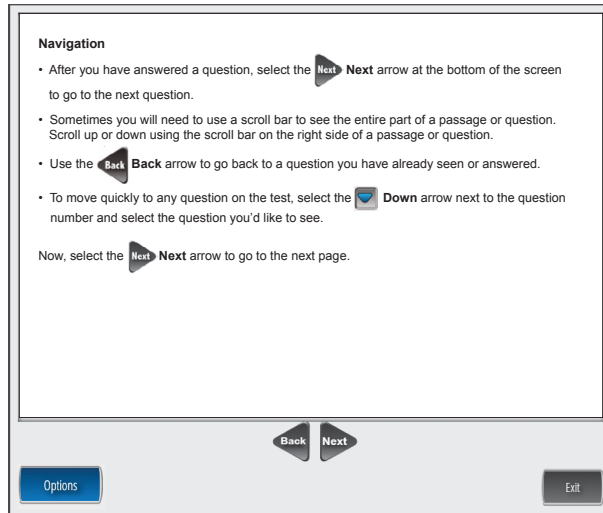 Navigation
• After you have answered a question, select the Next Next arrow at the bottom of the screen
to go to the next question.
• Sometimes you will need to use a scroll bar to see the entire part of a passage or question.
Scroll up or down using the scroll bar on the right side of a passage or question.
• Use the Back Back arrow to go back to a question you have already seen or answered.
• To move quickly to any question on the test, select the Down arrow next to the question
number and select the question you’d like to see.
Now, select the Next Next arrow to go to the next page.
Back Next
Options Exit